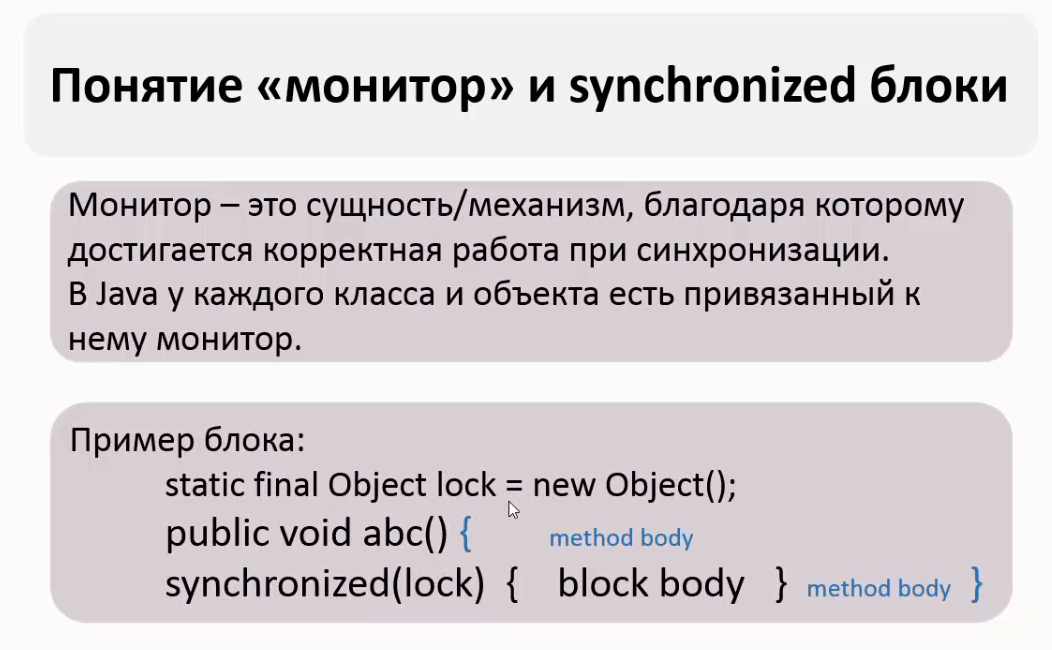 Понятие «монитор» и synchronized блоки
Монитор – это сущность/механизм, благодаря которому
достигается корректная работа при синхронизации.
В Java у каждого класса и объекта есть привязанный к
нему монитор.
Пример блока:
static final Object lock = new Object();
public void abc() { method body
synchronized(lock) { block body } method body }